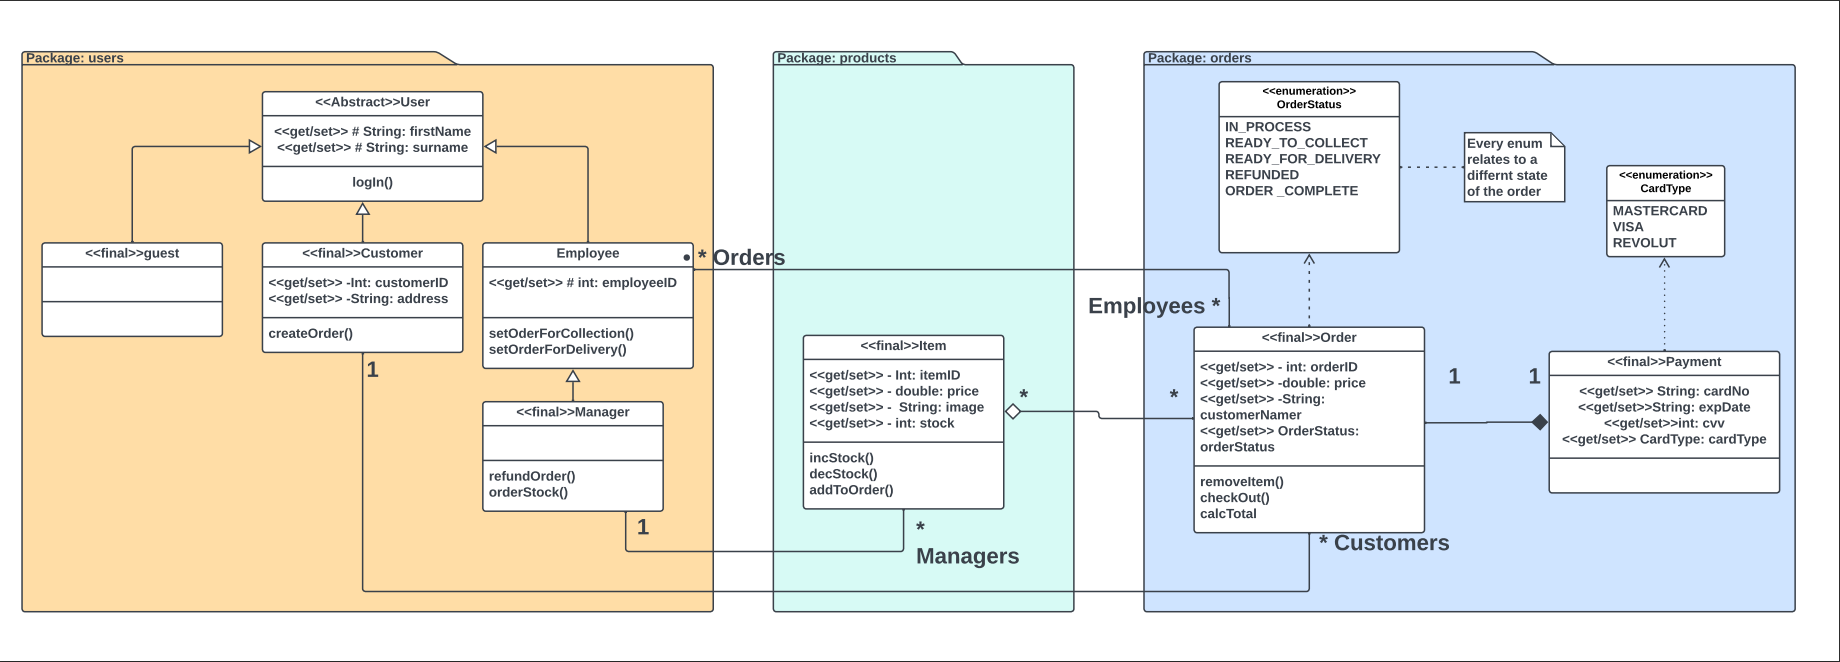 Package: users
<<Abstract>>User
<<get/set>> # String: firstName
<<get/set>> # String: surname
logIn()
<<final>>guest
<<final>>Customer
<<get/set>> -Int: customerID
<<get/set>> -String: address
createOrder()
1
Employee
<<get/set>> # int: employeeID
setOderForCollection()
setOrderForDelivery()
• * Orders
<<final>>Manager
refundOrder()
orderStock()
1
Package: products
<<final>>Item
<<get/set>> - Int: itemID
<<get/set>> - double: price
<<get/set>> -  String: image
<<get/set>> - int: stock
incStock()
decStock()
addToOrder()
*
*
Managers
Package: orders
<<enumeration>>
OrderStatus
IN_PROCESS
READY_TO_COLLECT
READY_FOR_DELIVERY
REFUNDED
ORDER _COMPLETE
Every enum
relates to a
differnt state
of the order
<<enumeration>>
CardType
MASTERCARD
VISA
REVOLUT
Employees *
*
<<final>>Order
<<get/set>> - int: orderID
<<get/set>> -double: price
<<get/set>> -String:
customerNamer
<<get/set>> OrderStatus:
orderStatus
removeItem()
checkOut()
calcTotal
* Customers
1
1
<<final>>Payment
<<get/set>> String: cardNo
<<get/set>>String: expDate
<<get/set>>int: cvv
<<get/set>> CardType: cardType